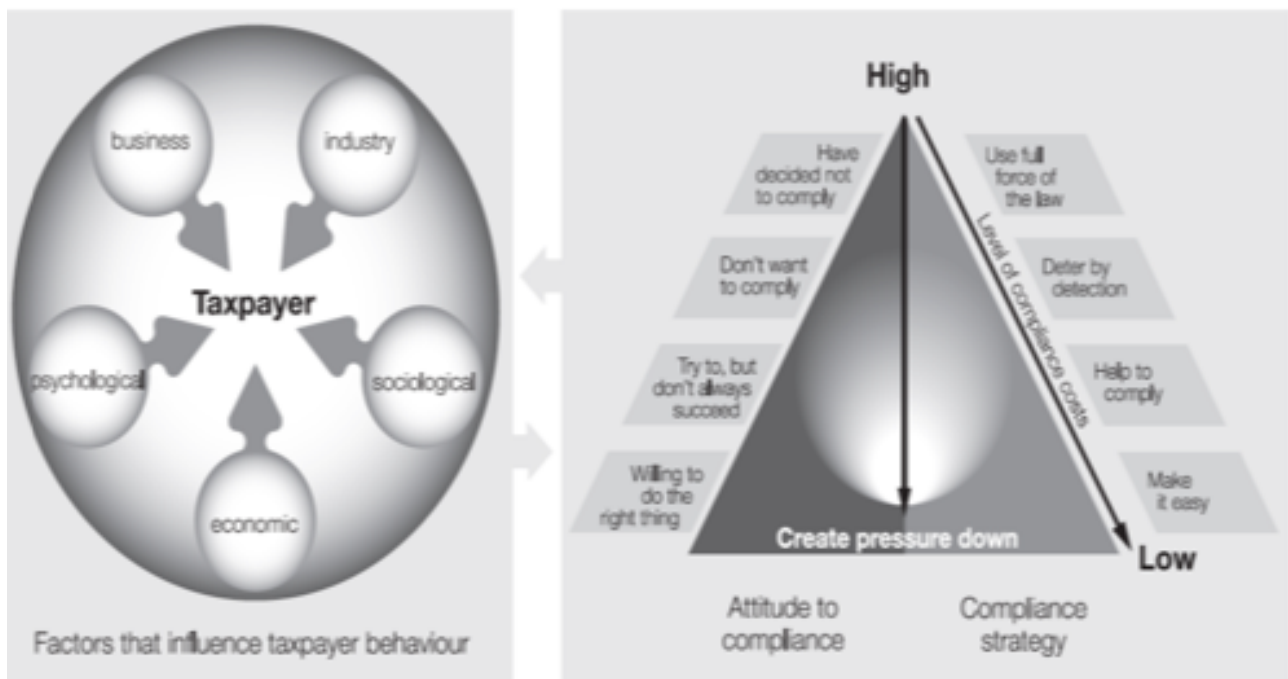 business
industry
Taxpayer
psychological
sociological
economic
Factors that influence taxpayer behaviour
High
Have
decided not
to comply
Use full
force of
the law
Don't want
to comply
Deter by
detection
Try to, but
don't always
succeed
Help to
comply
Willing to
do the
right thing
Make
it easy
Level of compliance costs
Create pressure down
Low
Attitude to
compliance
Compliance
strategy